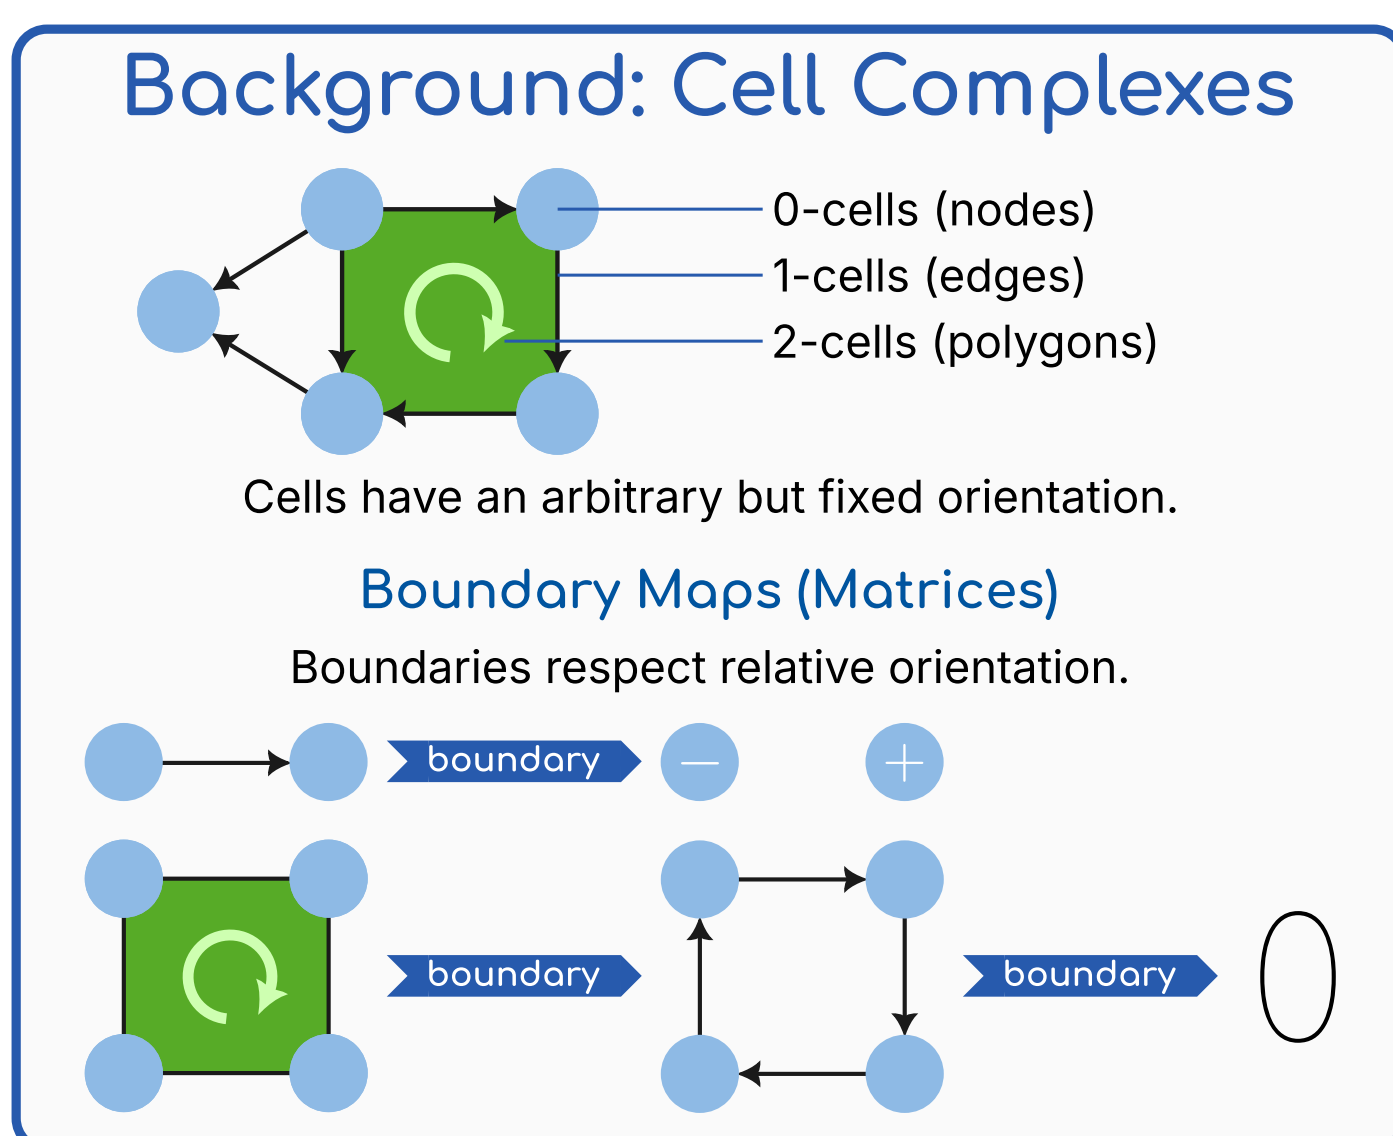 Background: Cell Complexes
0-cells (nodes)
1-cells (edges)
2-cells (polygons)
Cells have an arbitrary but fixed orientation.
Boundary Maps (Matrices)
Boundaries respect relative orientation.
boundary − +
boundary boundary 0